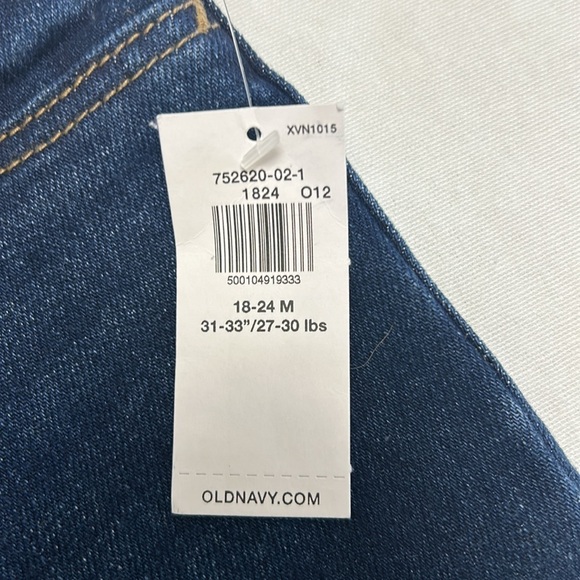 XVN1015
752620-02-1
1824 O12
500104919333
18-24 M
31-33"/27-30 lbs
OLDNAVY.COM